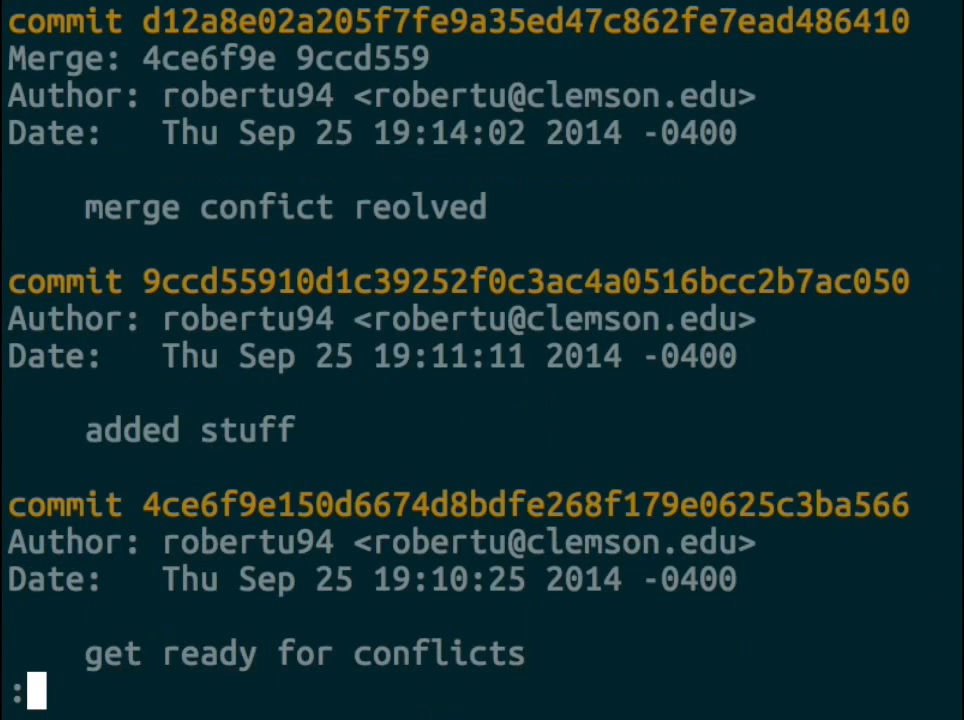 commit d12a8e02a205f7fe9a35ed47c862fe7ead486410
Merge: 4ce6f9e 9ccd559
Author: robertu94 <robertu@clemson.edu>
Date:   Thu Sep 25 19:14:02 2014 -0400
merge confict reolved
commit 9ccd55910d1c39252f0c3ac4a0516bcc2b7ac050
Author: robertu94 <robertu@clemson.edu>
Date:   Thu Sep 25 19:11:11 2014 -0400
added stuff
commit 4ce6f9e150d6674d8bdfe268f179e0625c3ba566
Author: robertu94 <robertu@clemson.edu>
Date:   Thu Sep 25 19:10:25 2014 -0400
get ready for conflicts
: